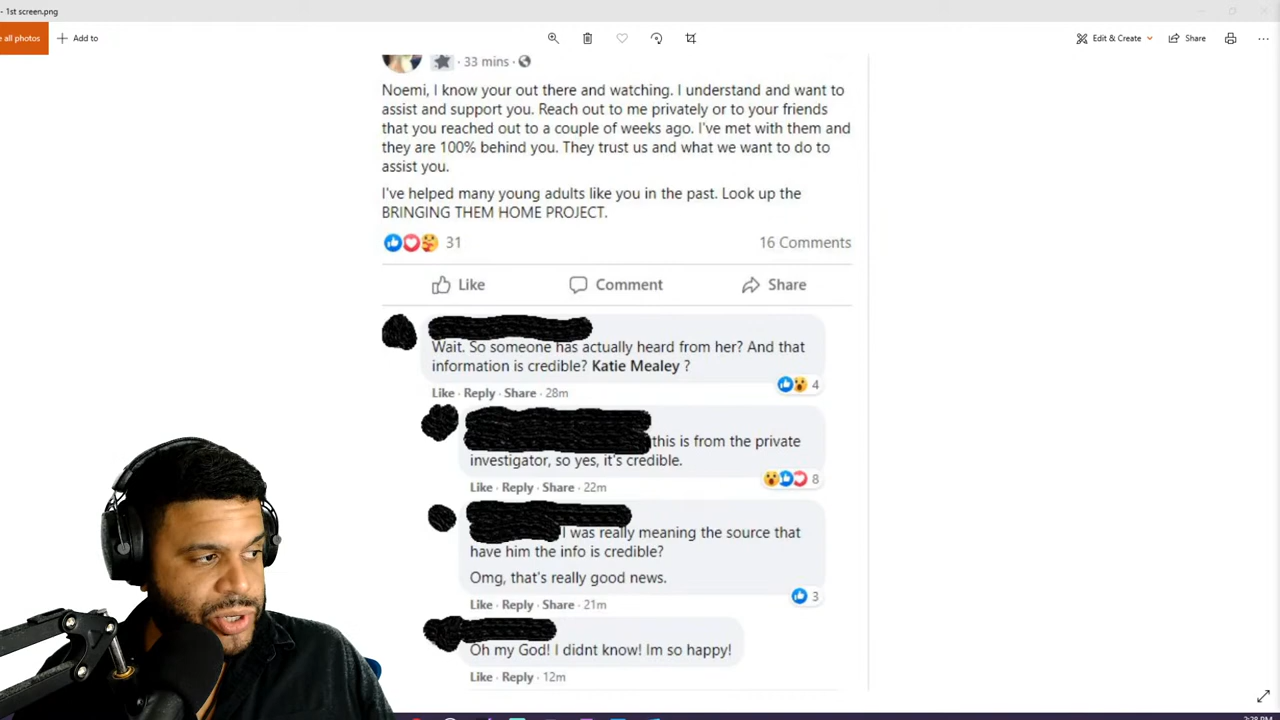 - 1st screen.png
e all photos
Add to
Edit & Create
Share
· 33 mins ·
Noemi, I know your out there and watching. I understand and want to
assist and support you. Reach out to me privately or to your friends
that you reached out to a couple of weeks ago. I've met with them and
they are 100% behind you. They trust us and what we want to do to
assist you.
I've helped many young adults like you in the past. Look up the
BRINGING THEM HOME PROJECT.
31
16 Comments
Like
Comment
Share
Wait. So someone has actually heard from her? And that
information is credible? Katie Mealey ?
4
Like · Reply · Share · 28m
this is from the private
investigator, so yes, it's credible.
8
Like · Reply · Share · 22m
I was really meaning the source that
have him the info is credible?
Omg, that's really good news.
3
Like · Reply · Share · 21m
Oh my God! I didnt know! Im so happy!
Like · Reply · 12m